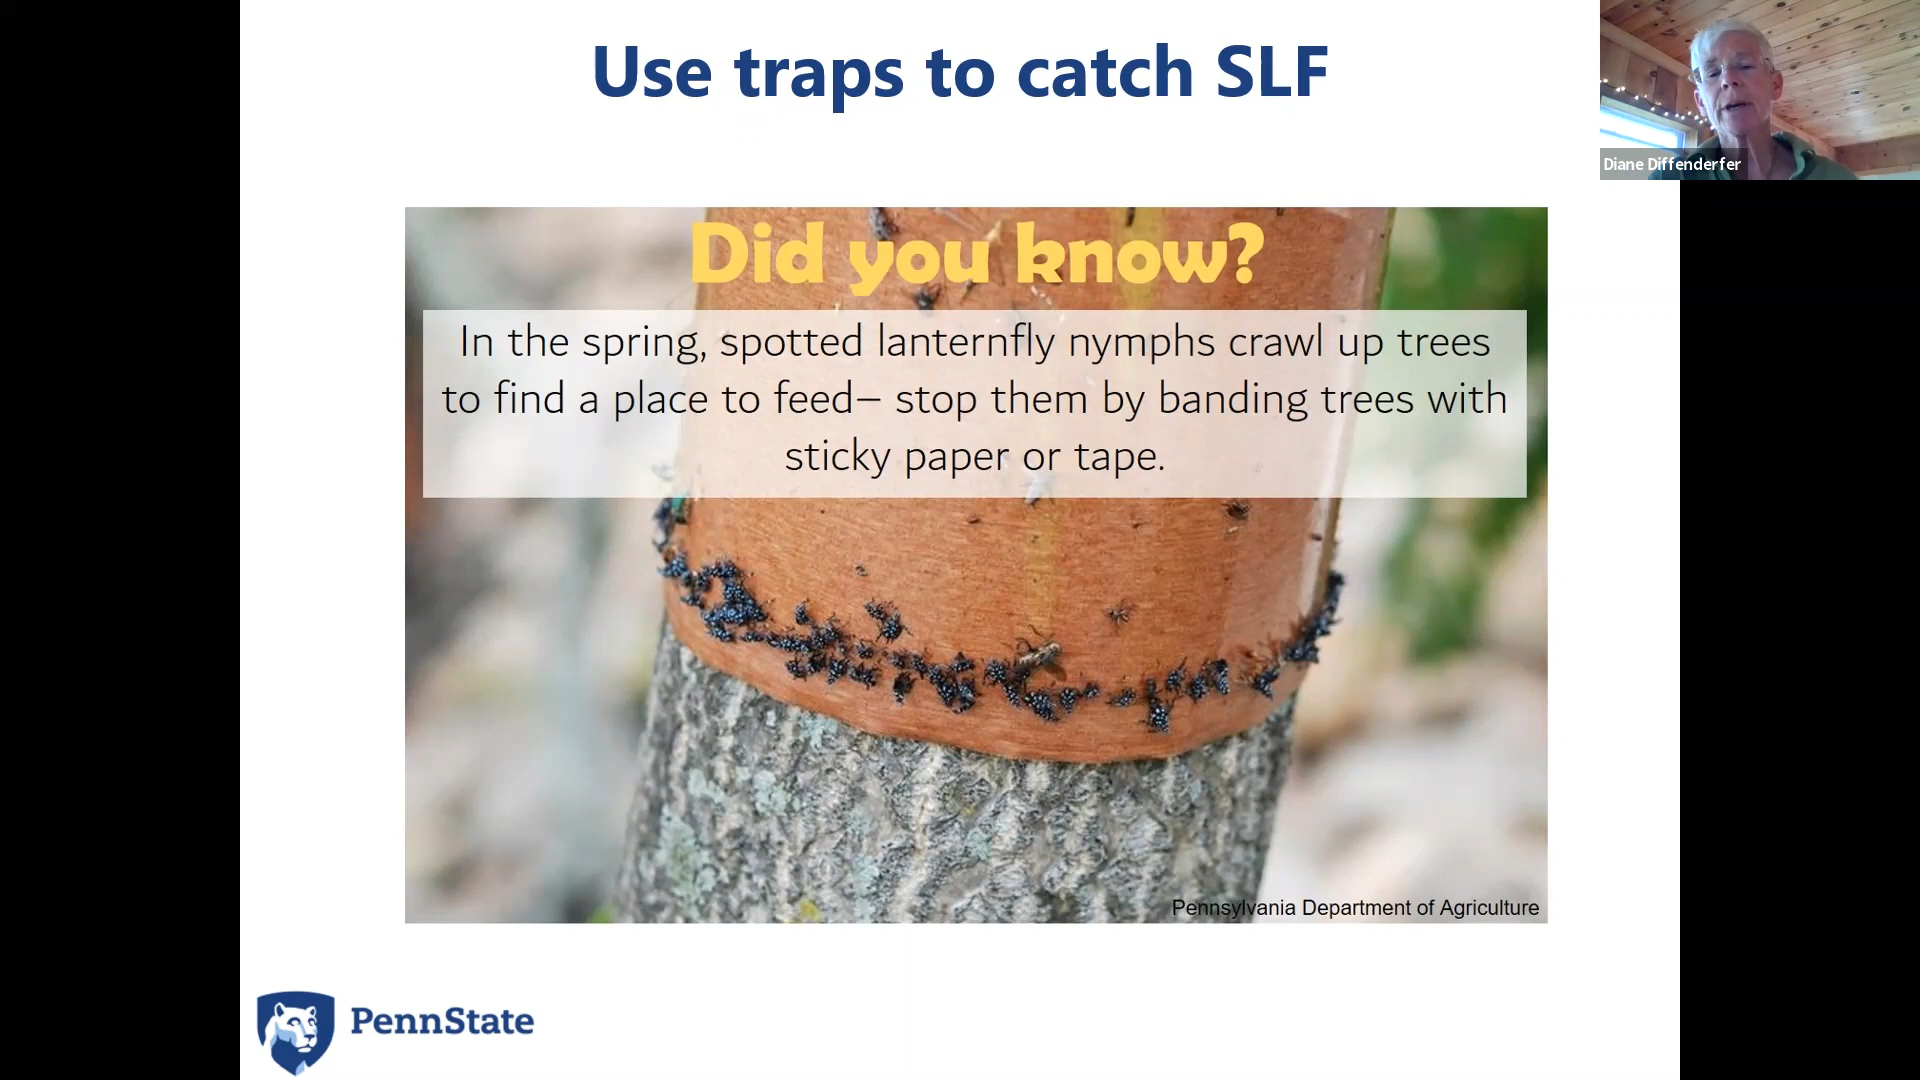 Use traps to catch SLF
Diane Diffenderfer
Did you know?
In the spring, spotted lanternfly nymphs crawl up trees
to find a place to feed– stop them by banding trees with
sticky paper or tape.
Pennsylvania Department of Agriculture
PennState